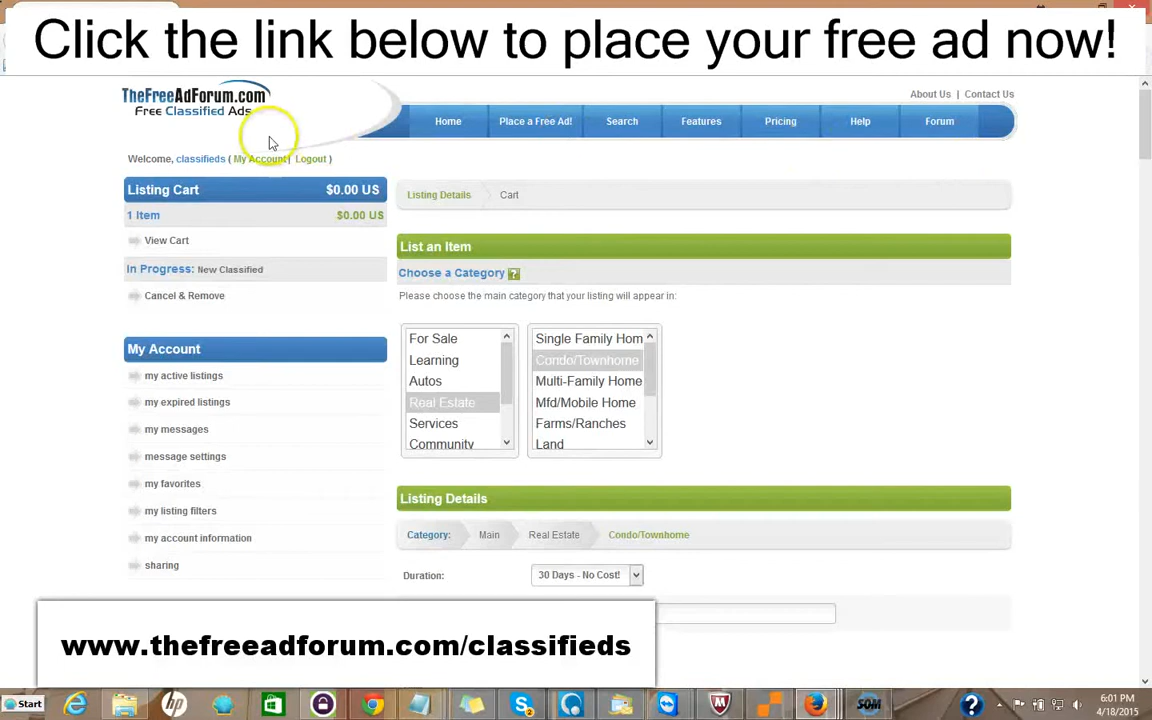 Click the link below to place your free ad now!
TheFreeAdForum.com
Free Classified Ads
About Us | Contact Us
Home Place a Free Ad! Search Features Pricing Help Forum
Welcome, classifieds ( My Account | Logout )
Listing Cart $0.00 US
1 Item $0.00 US
View Cart
In Progress: New Classified
Cancel & Remove
My Account
my active listings
my expired listings
my messages
message settings
my favorites
my listing filters
my account information
sharing
Listing Details Cart
List an Item
Choose a Category ?
Please choose the main category that your listing will appear in:
For Sale
Learning
Autos
Real Estate
Services
Community
Single Family Hom
Condo/Townhome
Multi-Family Home
Mfd/Mobile Home
Farms/Ranches
Land
Listing Details
Category: Main Real Estate Condo/Townhome
Duration: 30 Days - No Cost!
www.thefreeadforum.com/classifieds
Start
hp
S 2
SOM
?
6:01 PM
4/18/2015